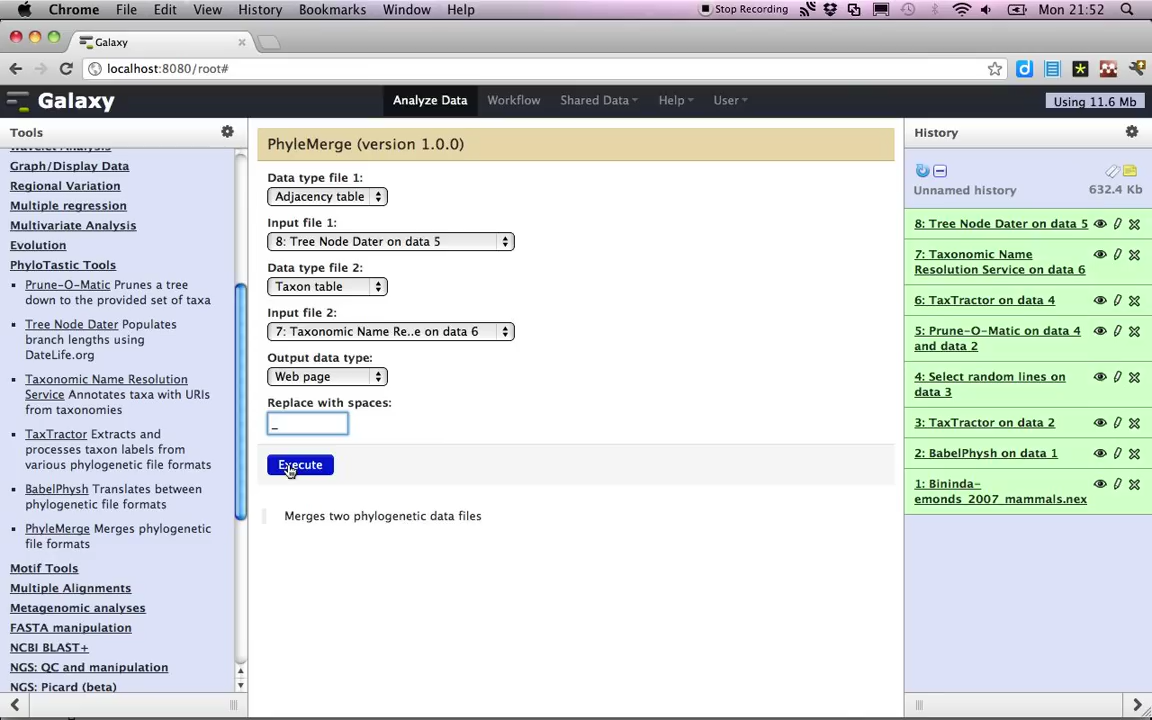 Chrome File Edit View History Bookmarks Window Help Stop Recording Mon 21:52
Galaxy
localhost:8080/root#
Galaxy Analyze Data Workflow Shared Data Help User Using 11.6 Mb
Tools
Wavelet Analysis
Graph/Display Data
Regional Variation
Multiple regression
Multivariate Analysis
Evolution
PhyloTastic Tools
Prune-O-Matic Prunes a tree
down to the provided set of taxa
Tree Node Dater Populates
branch lengths using
DateLife.org
Taxonomic Name Resolution
Service Annotates taxa with URIs
from taxonomies
TaxTractor Extracts and
processes taxon labels from
various phylogenetic file formats
BabelPhysh Translates between
phylogenetic file formats
PhyleMerge Merges phylogenetic
file formats
Motif Tools
Multiple Alignments
Metagenomic analyses
FASTA manipulation
NCBI BLAST+
NGS: QC and manipulation
NGS: Picard (beta)
PhyleMerge (version 1.0.0)
Data type file 1:
Adjacency table
Input file 1:
8: Tree Node Dater on data 5
Data type file 2:
Taxon table
Input file 2:
7: Taxonomic Name Re..e on data 6
Output data type:
Web page
Replace with spaces:
_
Execute
Merges two phylogenetic data files
History
Unnamed history 632.4 Kb
8: Tree Node Dater on data 5
7: Taxonomic Name
Resolution Service on data 6
6: TaxTractor on data 4
5: Prune-O-Matic on data 4
and data 2
4: Select random lines on
data 3
3: TaxTractor on data 2
2: BabelPhysh on data 1
1: Bininda-
emonds_2007_mammals.nex